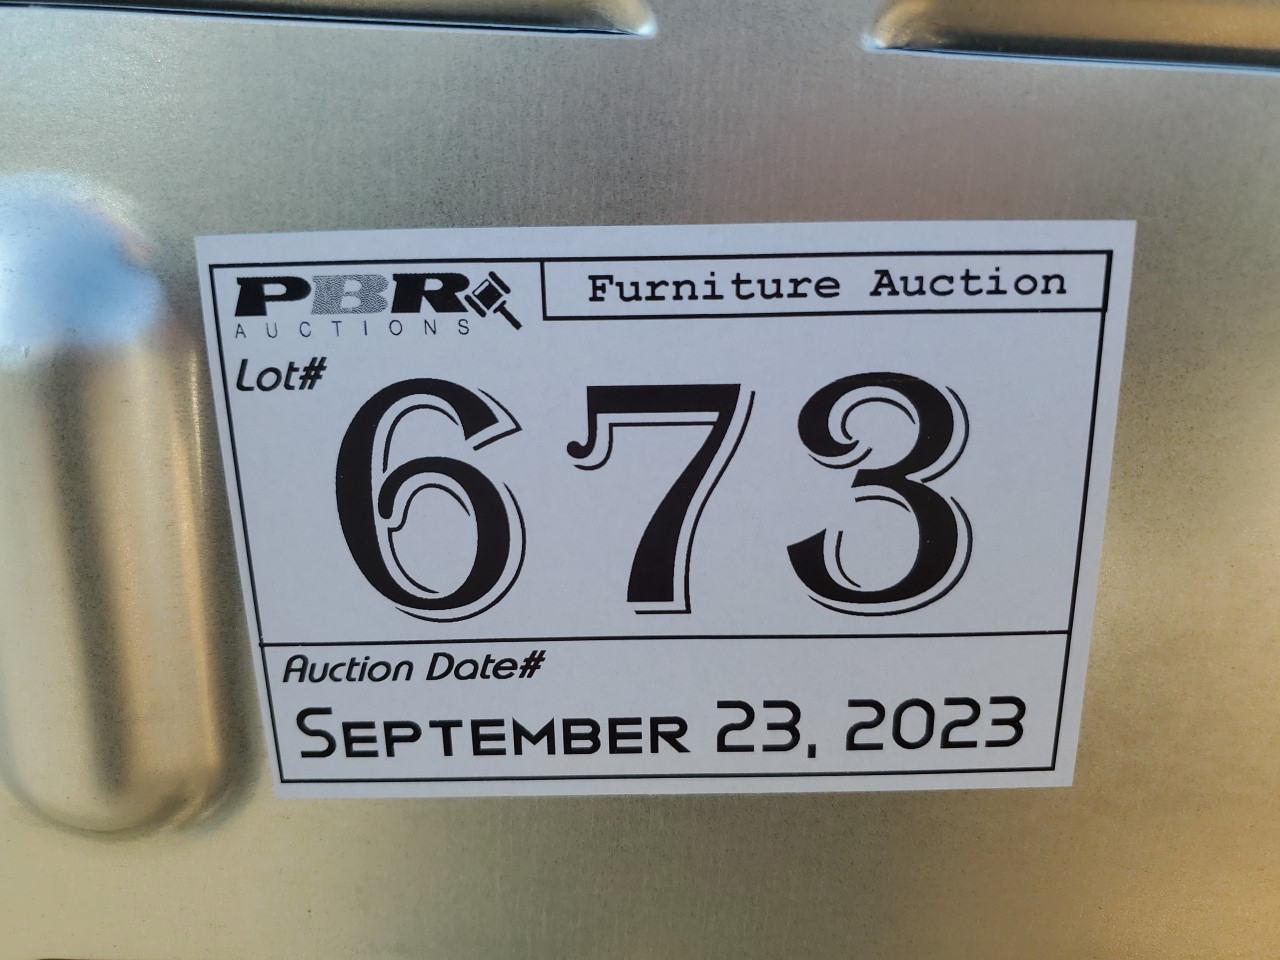 PBR
AUCTIONS
Furniture Auction
Lot#
673
Auction Date#
September 23, 2023